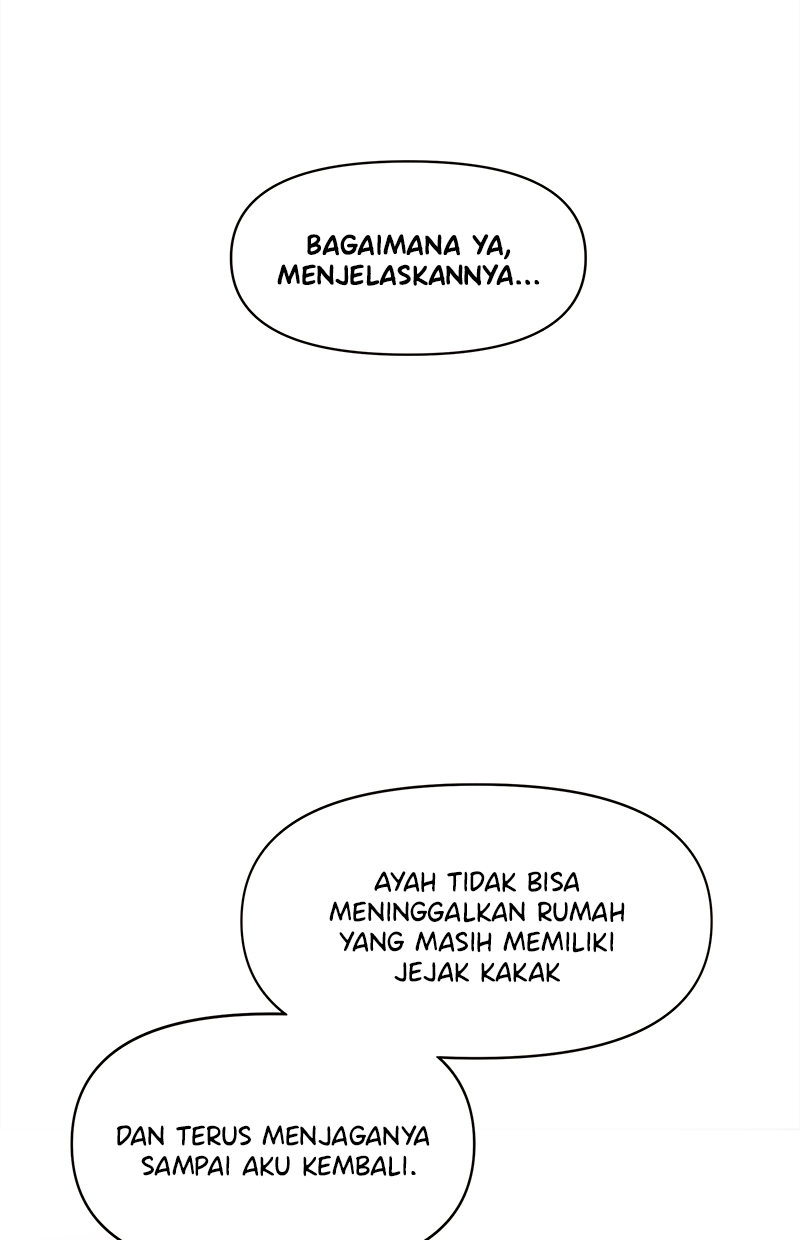 BAGAIMANA YA,
MENJELASKANNYA...
AYAH TIDAK BISA
MENINGGALKAN RUMAH
YANG MASIH MEMILIKI
JEJAK KAKAK
DAN TERUS MENJAGANYA
SAMPAI AKU KEMBALI.